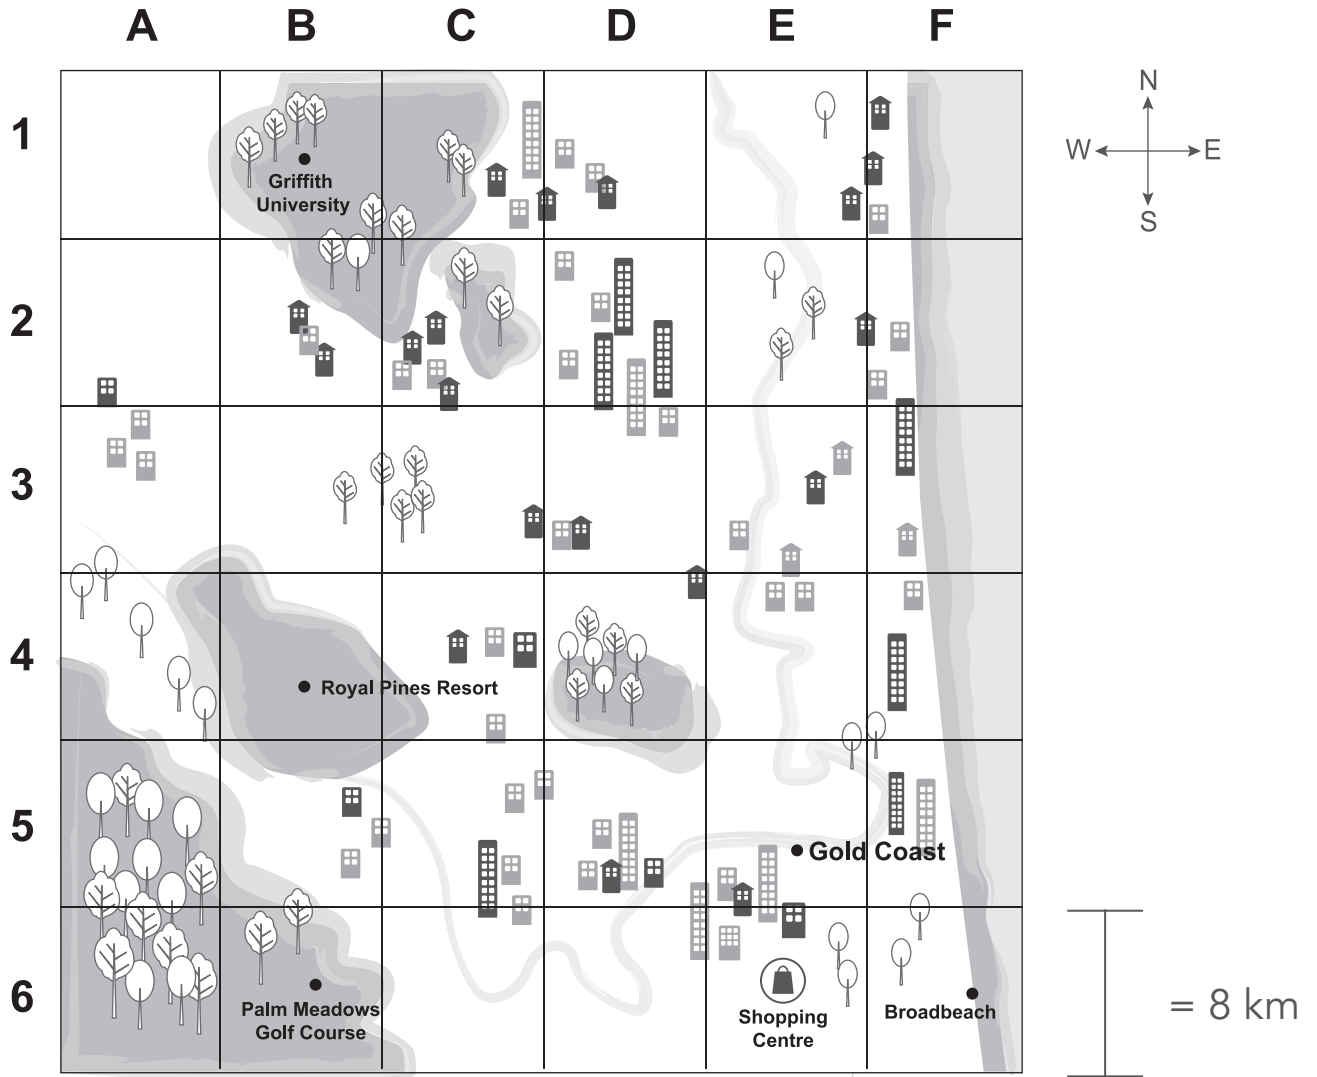 A B C D E F
1
N
W E
S
Griffith
University
2
3
4
Royal Pines Resort
5
Gold Coast
6
= 8 km
Palm Meadows
Golf Course
Shopping
Centre
Broadbeach